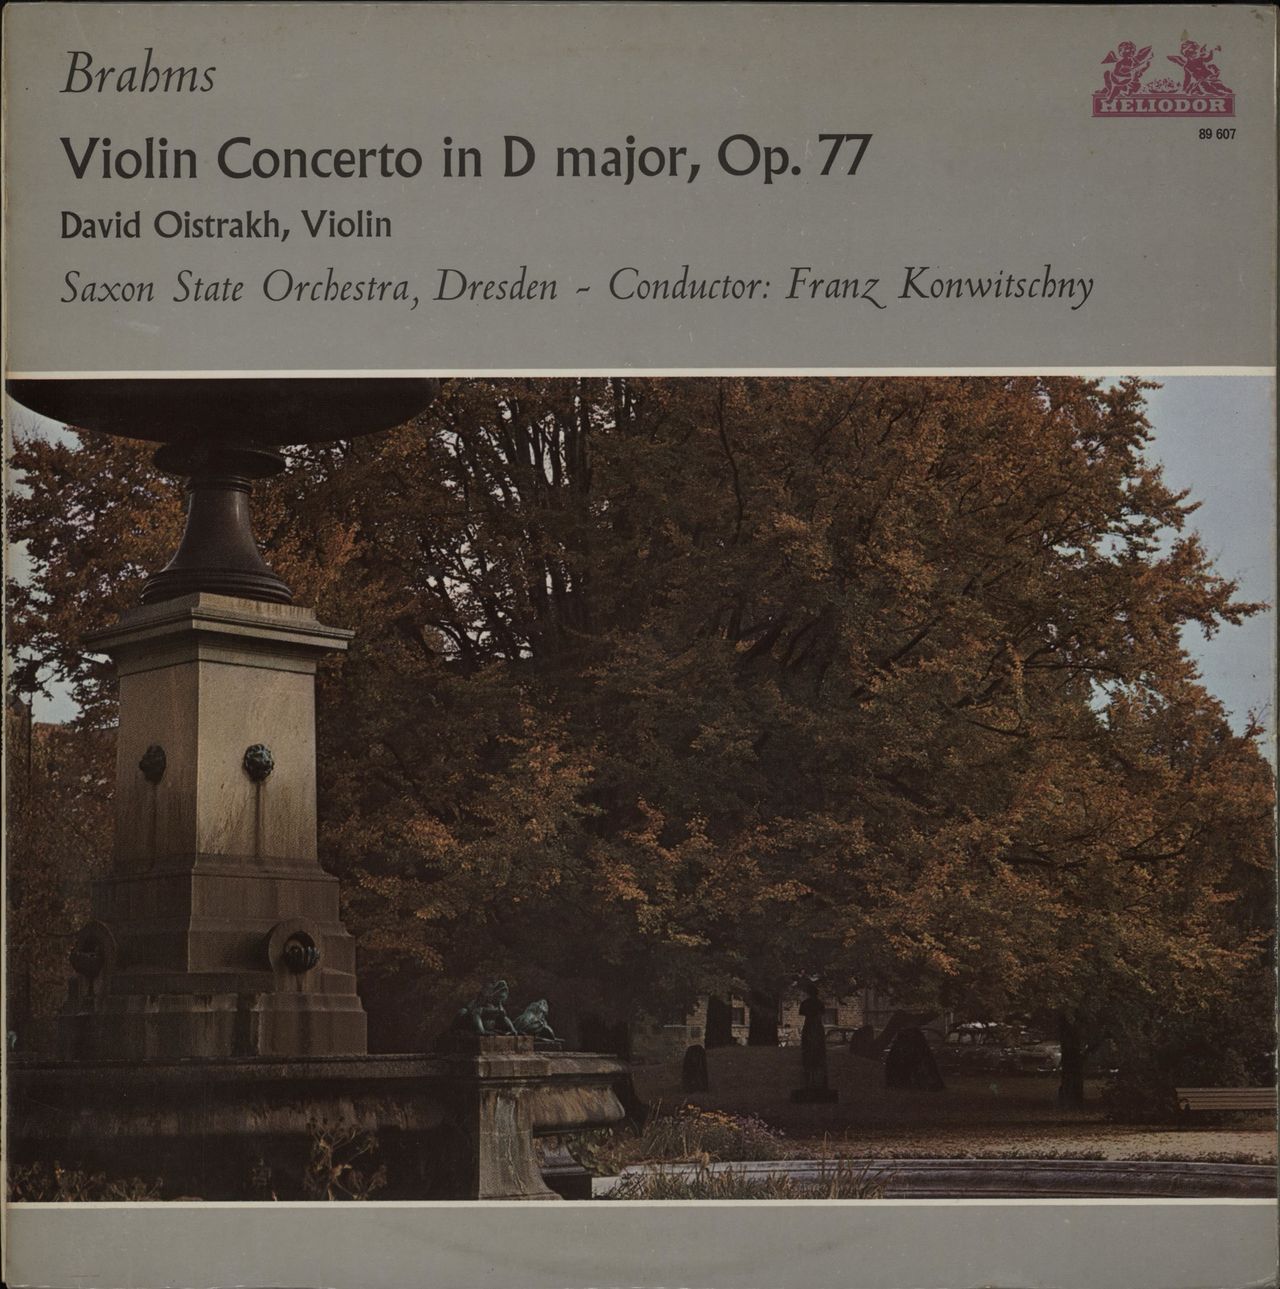 Brahms
HELIODOR
89 607
Violin Concerto in D major, Op. 77
David Oistrakh, Violin
Saxon State Orchestra, Dresden - Conductor: Franz Konwitschny